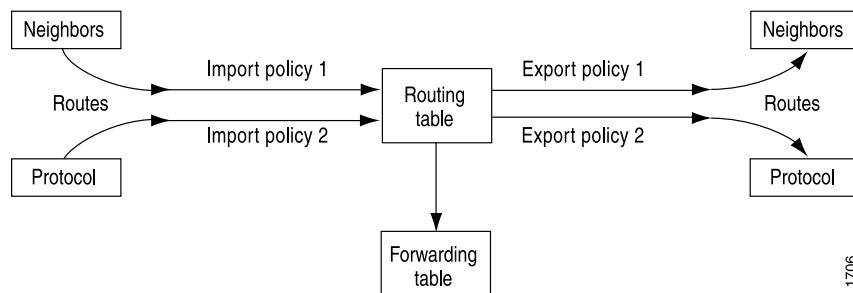 Neighbors
Neighbors
Import policy 1
Export policy 1
Routes
Routing
table
Routes
Import policy 2
Export policy 2
Protocol
Protocol
Forwarding
table
1706